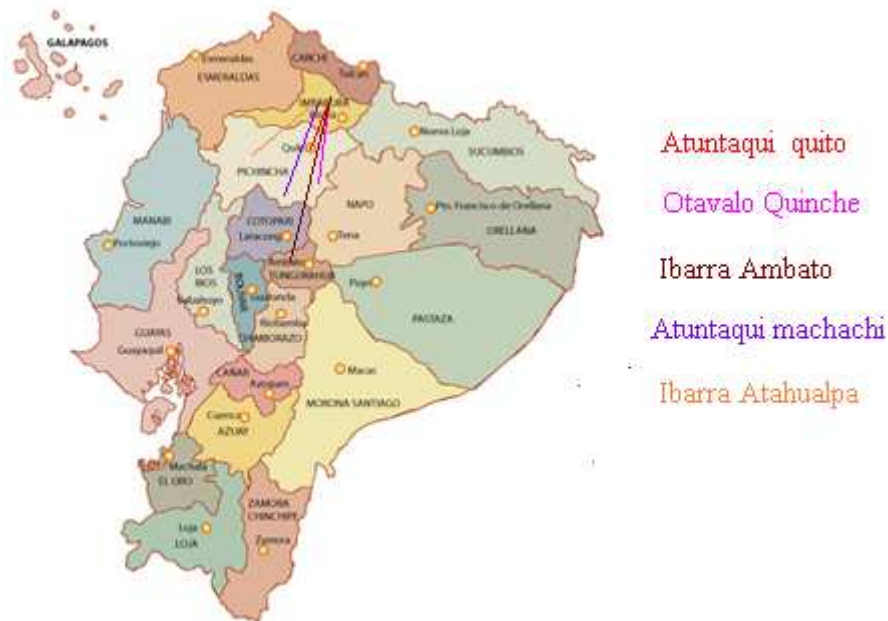 GALAPAGOS
Esmeraldas
ESMERALDAS
CARCHI
Tulcan
IMBABURA
Nueva Loja
SUCUMBIOS
Quito
PICHINCHA
NAPO
Pto. Francisco de Orellana
ORELLANA
MANABI
Portoviejo
COTOPAXI
Latacunga
Tena
Ambato
TUNGURAHUA
LOS
RIOS
Babahoyo
BOLIVAR
Guaranda
Riobamba
CHIMBORAZO
Puyo
PASTAZA
GUAYAS
Guayaquil
CAÑAR
Azogues
Macas
MORONA SANTIAGO
Cuenca
AZUAY
Machala
EL ORO
ZAMORA
CHINCHIPE
Loja
LOJA
Zamora
Atuntaqui quito
Otavalo Quinche
Ibarra Ambato
Atuntaqui machachi
Ibarra Atahualpa